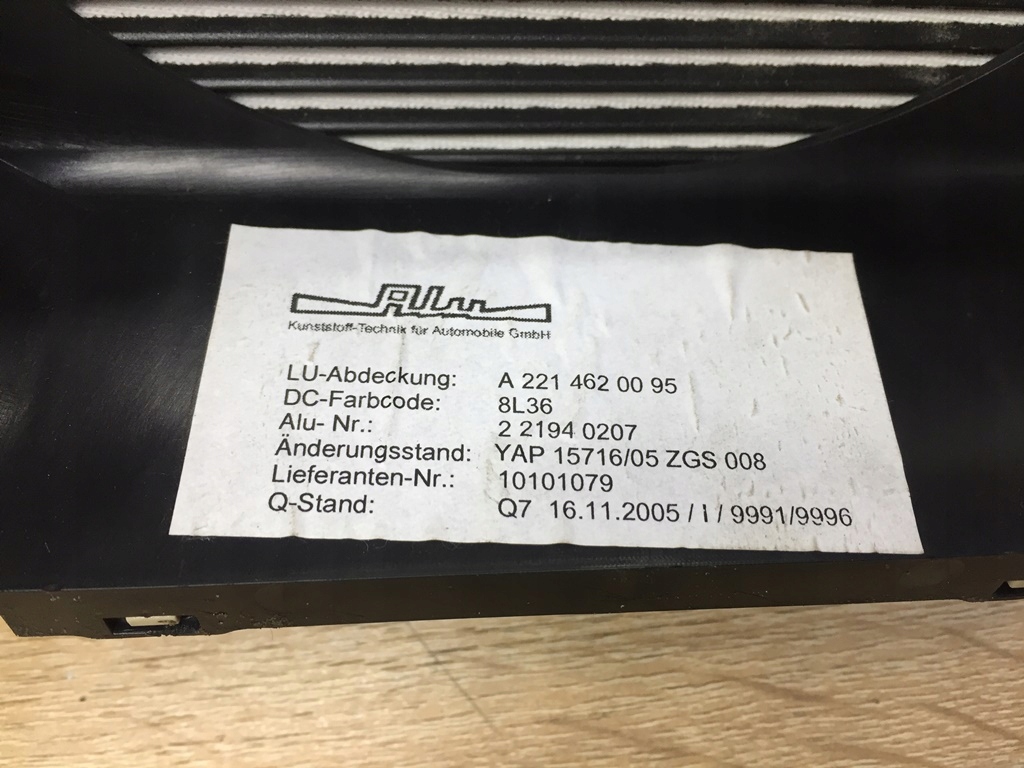 Alu
Kunststoff-Technik für Automobile GmbH
LU-Abdeckung: A 221 462 00 95
DC-Farbcode: 8L36
Alu- Nr.: 2 2194 0207
Änderungsstand: YAP 15716/05 ZGS 008
Lieferanten-Nr.: 10101079
Q-Stand: Q7 16.11.2005 / I / 9991/9996